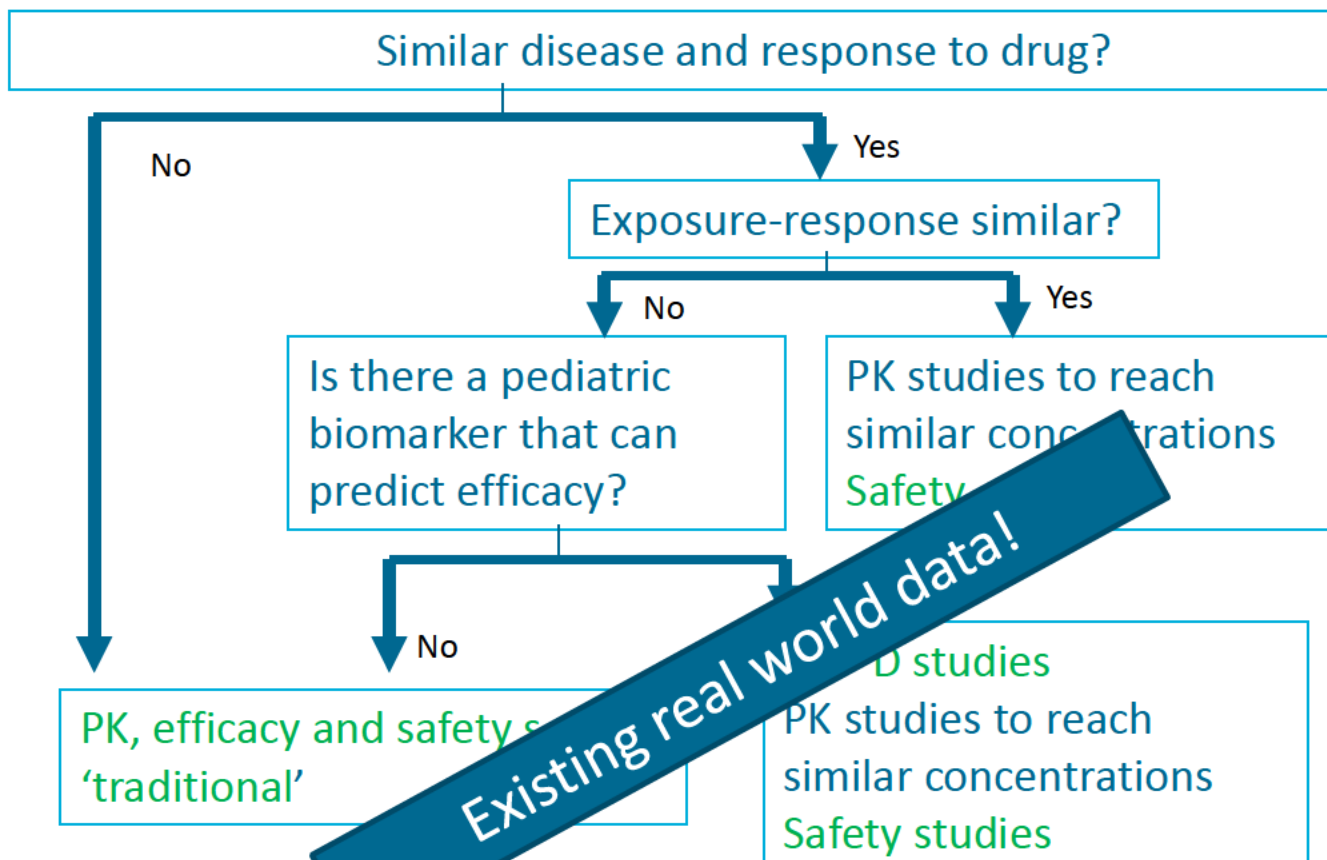 Similar disease and response to drug?
No
Yes
Exposure-response similar?
No
Yes
Is there a pediatric
biomarker that can
predict efficacy?
PK studies to reach
similar
Safety
No
Existing real world data!
PK, efficacy and safety
‘traditional’
studies
PK studies to reach
similar concentrations
Safety studies